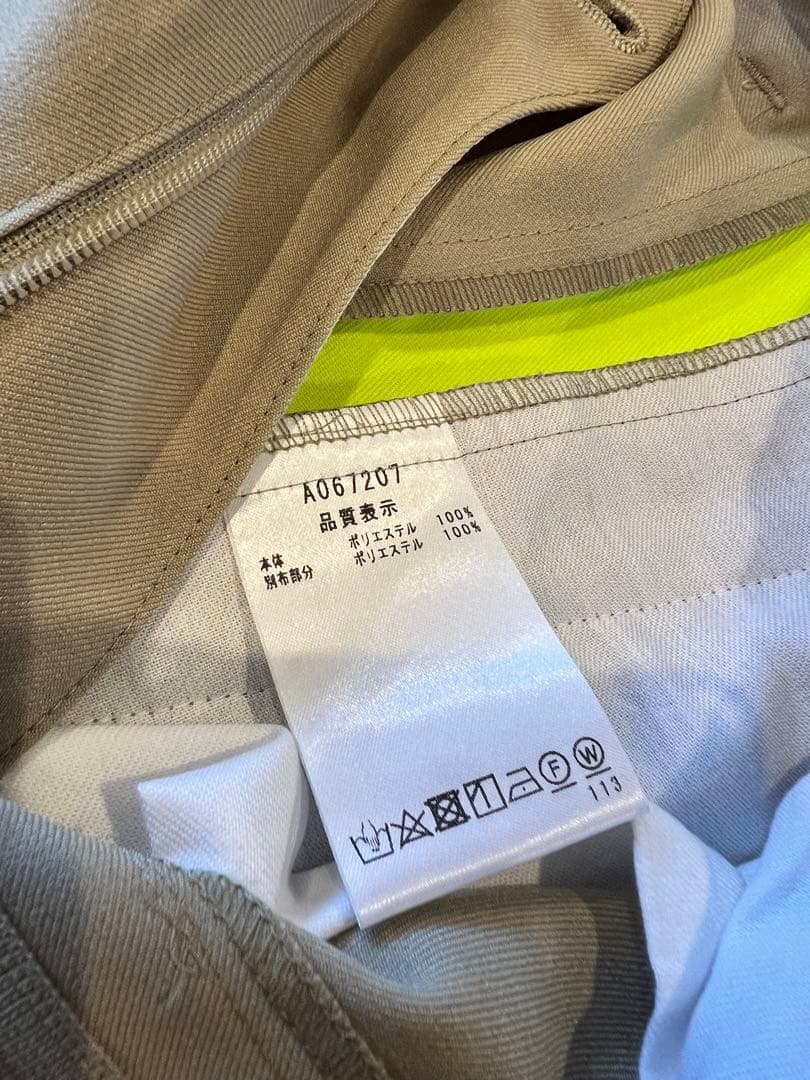 A067207
品質表示
本体 ポリエステル 100%
別布部分 ポリエステル 100%
F W
113